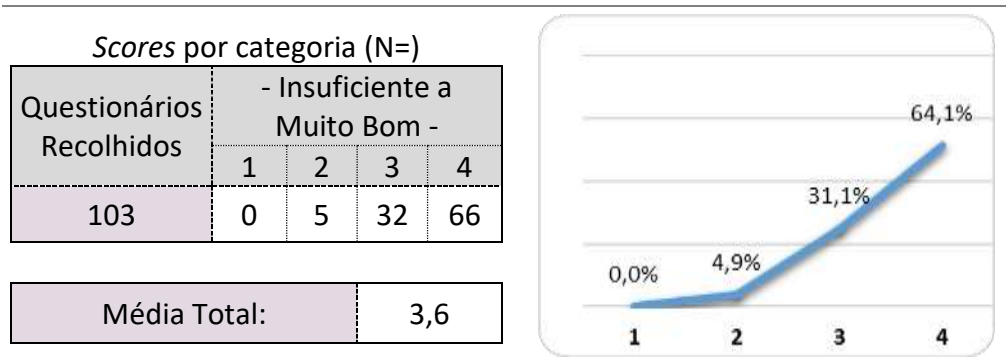 Scores por categoria (N=)
Questionários Recolhidos
- Insuficiente a
Muito Bom -
1 2 3 4
103 0 5 32 66
Média Total: 3,6
64,1%
31,1%
4,9%
0,0%
1 2 3 4